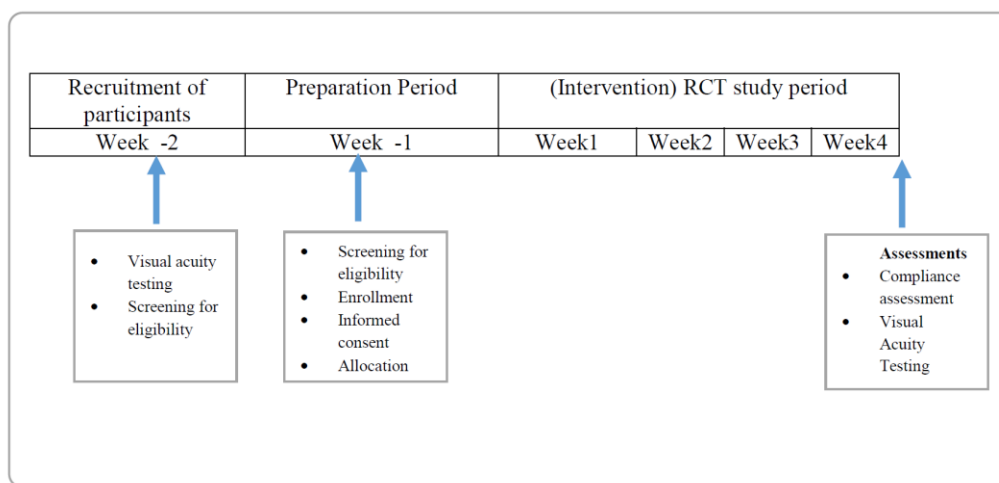 Recruitment of
participants
Preparation Period
(Intervention) RCT study period
Week -2
Week -1
Week1
Week2
Week3
Week4
• Visual acuity
testing
• Screening for
eligibility
• Screening for
eligibility
• Enrollment
• Informed
consent
• Allocation
Assessments
• Compliance
assessment
• Visual
Acuity
Testing